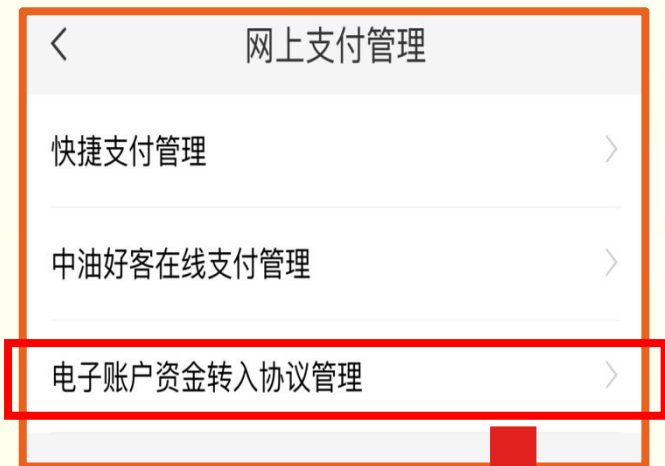 网上支付管理
快捷支付管理
中油好客在线支付管理
电子账户资金转入协议管理